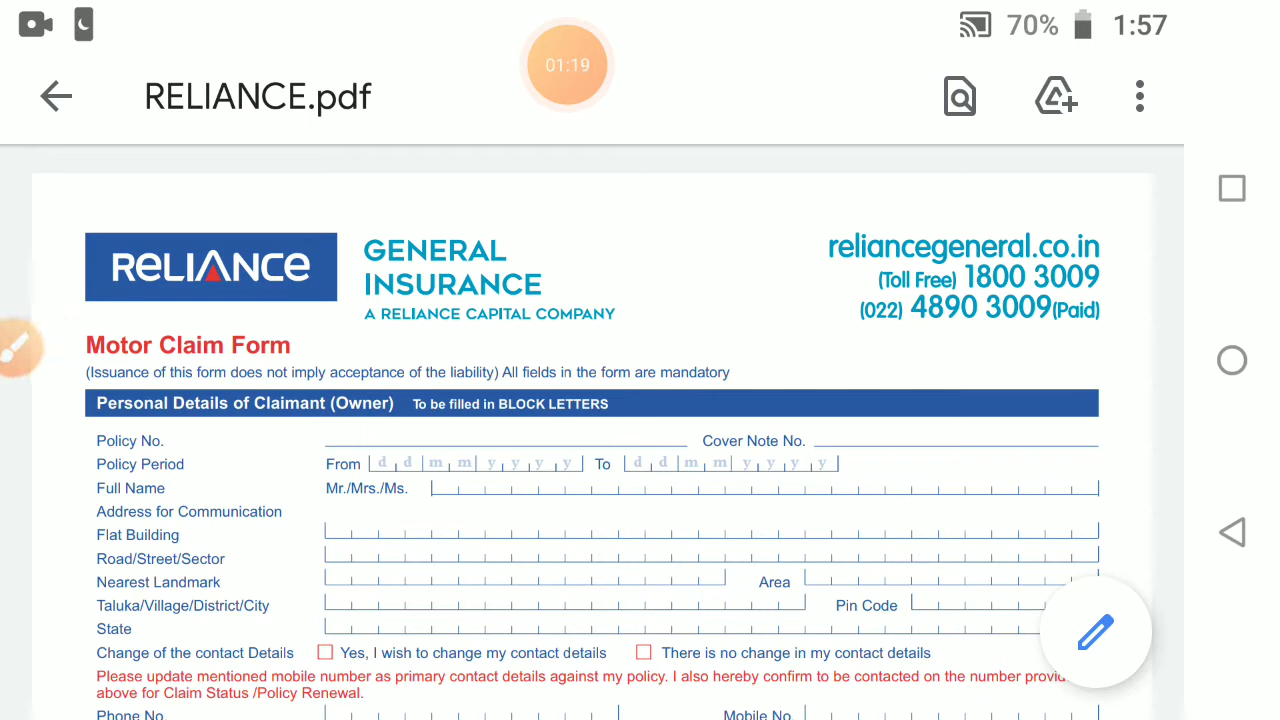 70% 1:57
01:19
RELIANCE.pdf
RELIANCE GENERAL INSURANCE
A RELIANCE CAPITAL COMPANY
reliancegeneral.co.in
(Toll Free) 1800 3009
(022) 4890 3009(Paid)
Motor Claim Form
(Issuance of this form does not imply acceptance of the liability) All fields in the form are mandatory
Personal Details of Claimant (Owner) To be filled in BLOCK LETTERS
Policy No. Cover Note No.
Policy Period From d d m m y y y y To d d m m y y y y
Full Name Mr./Mrs./Ms.
Address for Communication
Flat Building
Road/Street/Sector
Nearest Landmark Area
Taluka/Village/District/City Pin Code
State
Change of the contact Details Yes, I wish to change my contact details There is no change in my contact details
Please update mentioned mobile number as primary contact details against my policy. I also hereby confirm to be contacted on the number
above for Claim Status /Policy Renewal.
Phone No. Mobile No.